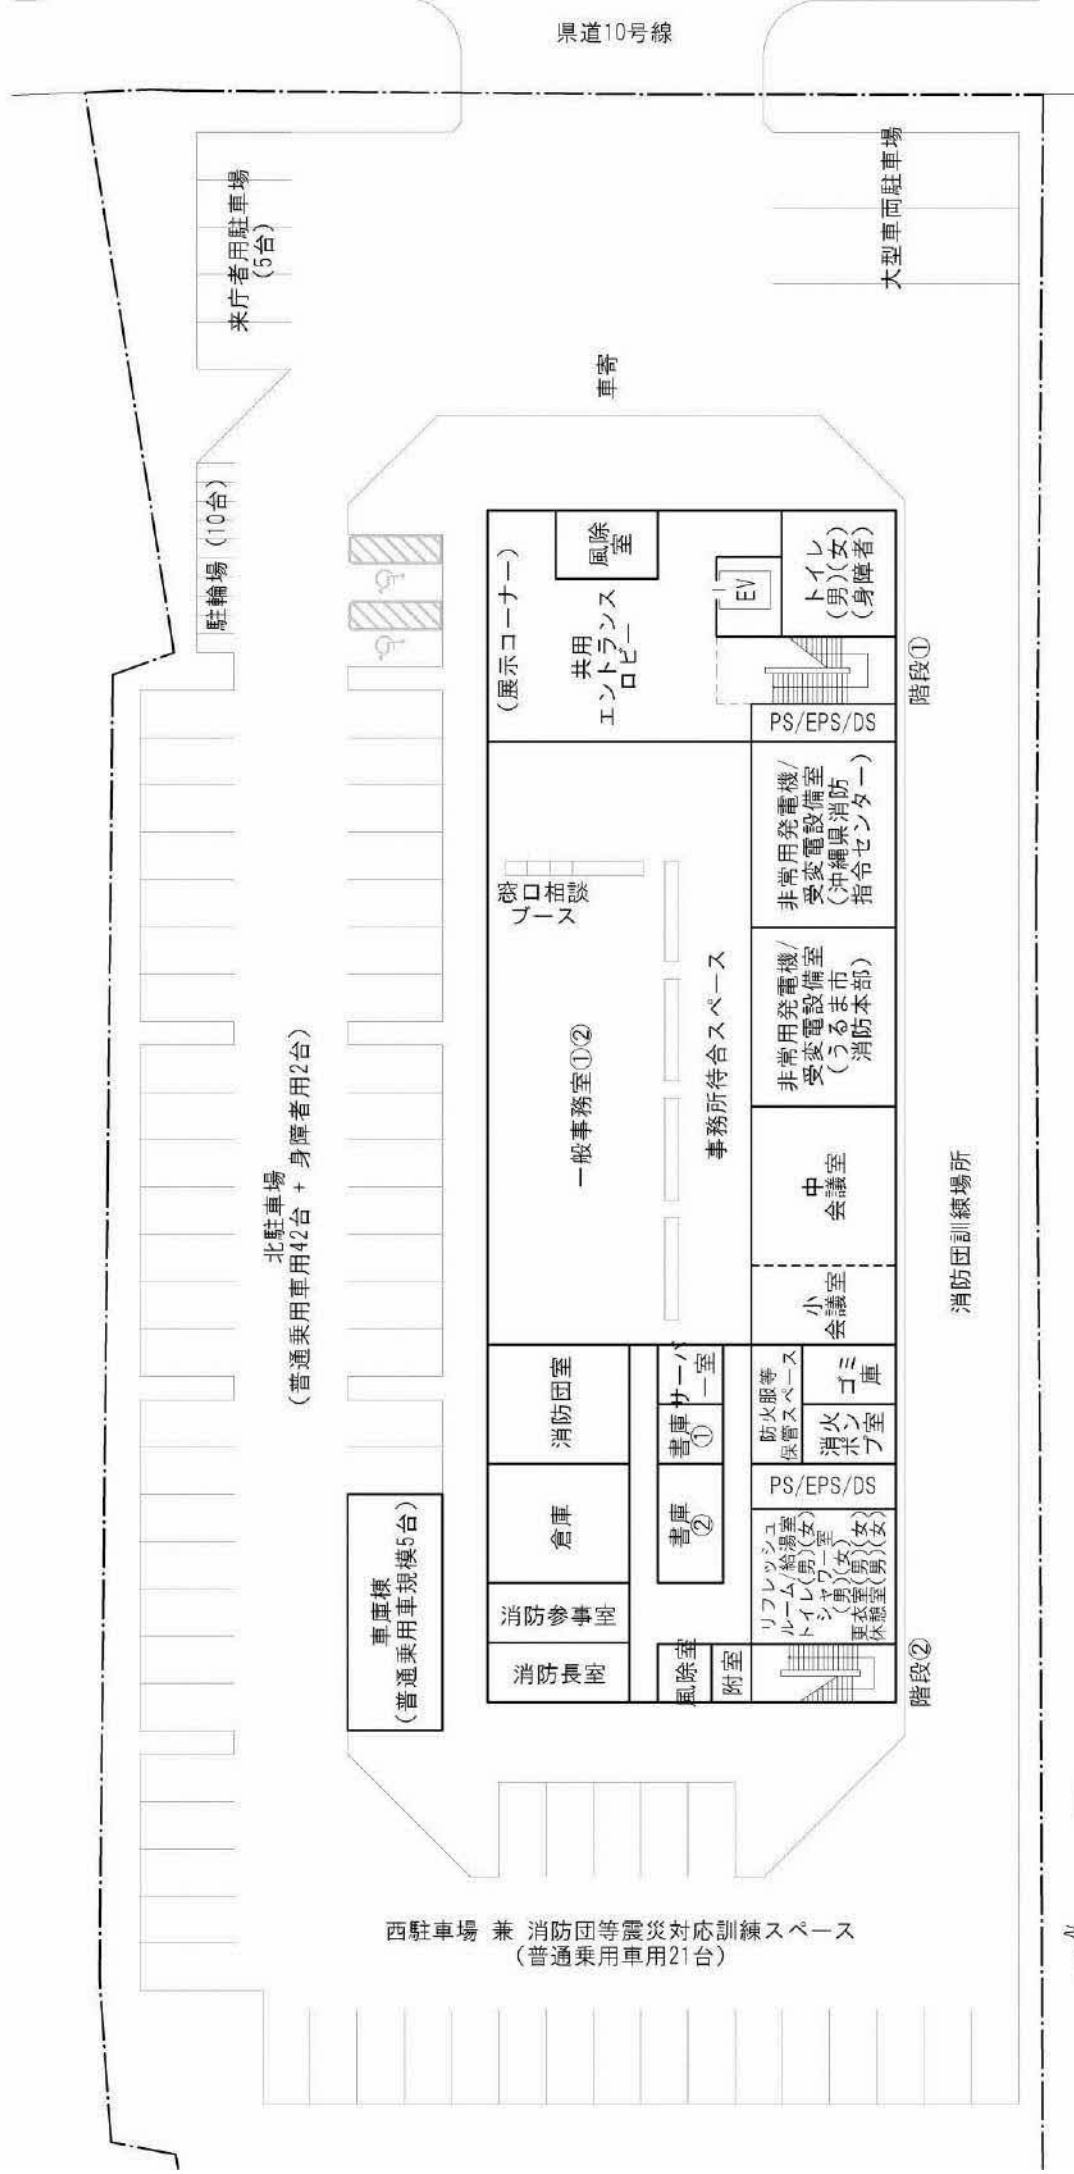 県道10号線
来庁者用駐車場
(5台)
大型車両駐車場
車寄
駐輪場 (10台)
(展示コーナー)
風除
室
共用
エントランス
ロビー
EV
トイレ
(男)(女)
(身障者)
階段①
PS/EPS/DS
窓口相談
ブース
一般事務室①②
事務所待合スペース
非常用発電機/
受変電設備室
(沖縄県消防
指令センター)
非常用発電機/
受変電設備室
(うるま市
消防本部)
中
会議室
小
会議室
北駐車場
(普通乗用車用42台 + 身障者用2台)
消防団訓練場所
消防団室
サーバ
ー室
書庫
①
防火服等
保管スペース
ゴミ
庫
消火
ポン
プ室
倉庫
書庫
②
PS/EPS/DS
リフレッシュ
ルーム/給湯室
トイレ(男)(女)
シャワー室
(男)(女)
更衣室(男)(女)
休憩室(男)(女)
車庫棟
(普通乗用車規模5台)
消防参事室
消防長室
風除室
附室
階段②
西駐車場 兼 消防団等震災対応訓練スペース
(普通乗用車用21台)